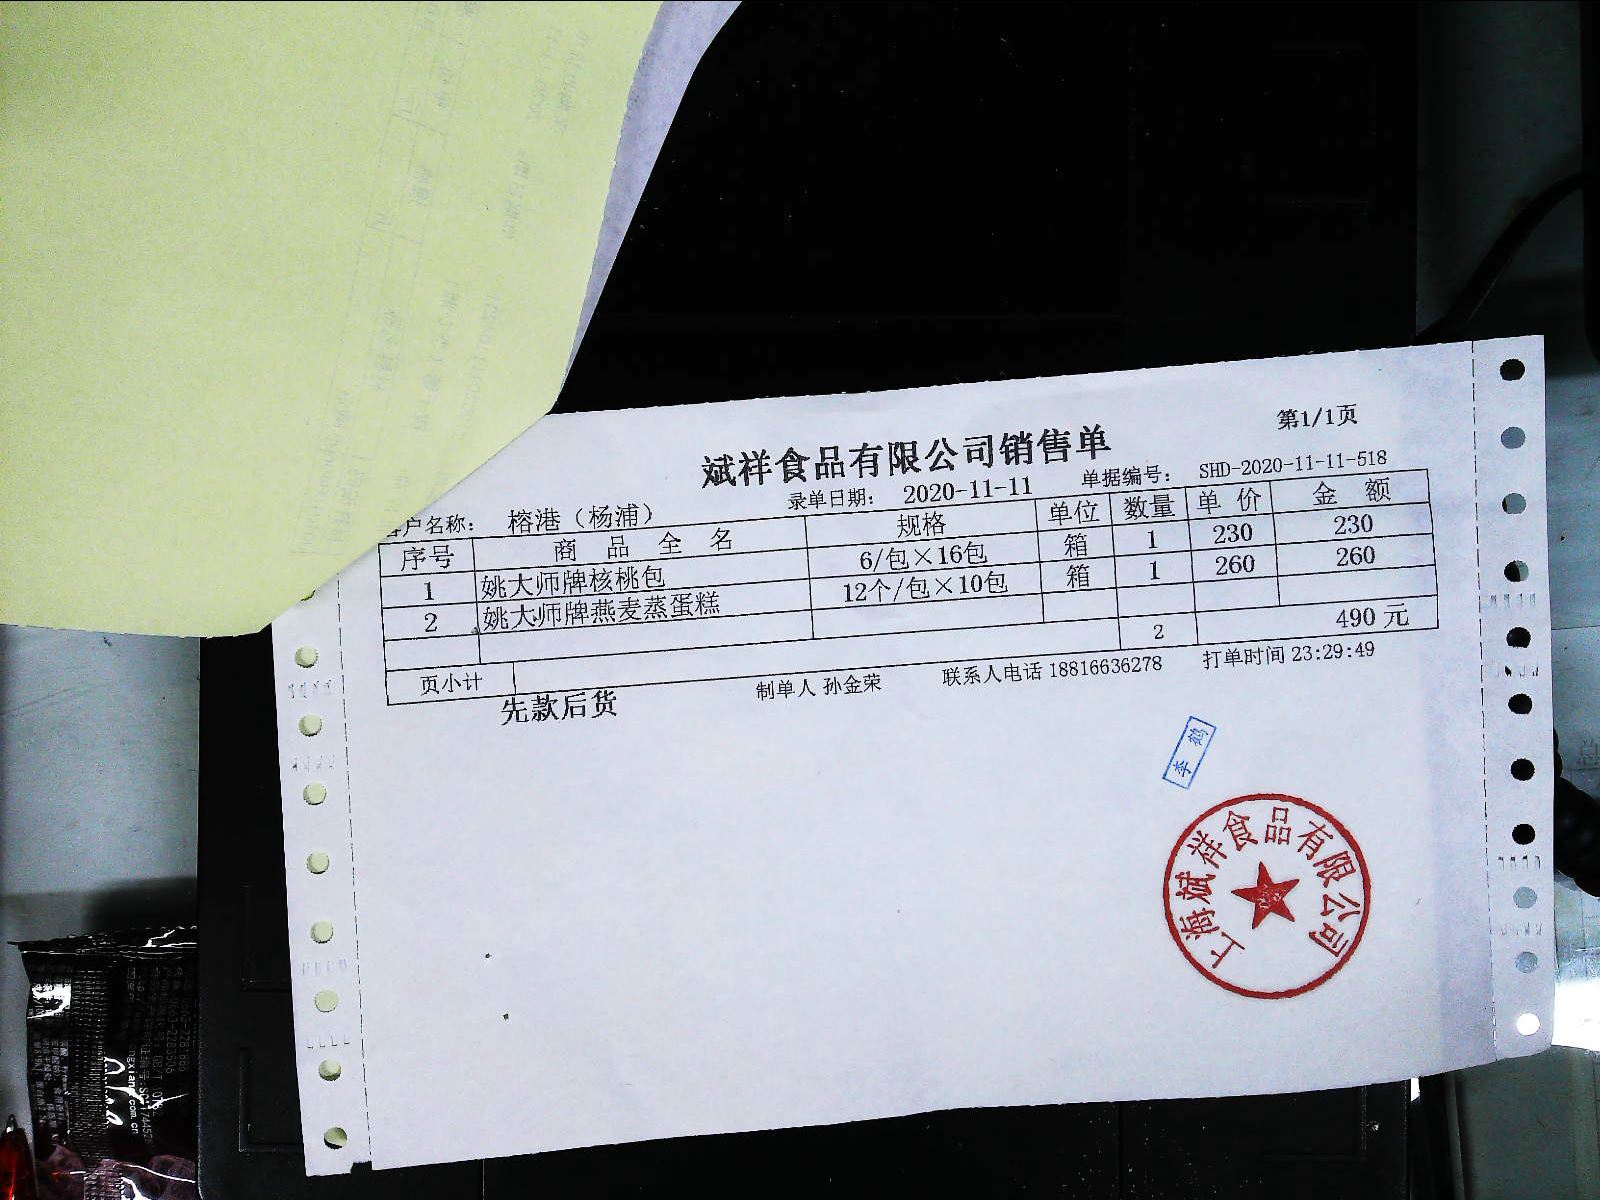 第1/1页
斌祥食品有限公司销售单
客户名称： 榕港（杨浦） 录单日期： 2020-11-11 单据编号： SHD-2020-11-11-518
序号 商品全名 规格 单位 数量 单价 金额
1 姚大师牌核桃包 6/包×16包 箱 1 230 230
2 姚大师牌燕麦蒸蛋糕 12个/包×10包 箱 1 260 260
页小计 2 490 元
先款后货 制单人 孙金荣 联系人电话 18816636278 打单时间 23:29:49
李鹤
上海斌祥食品有限公司